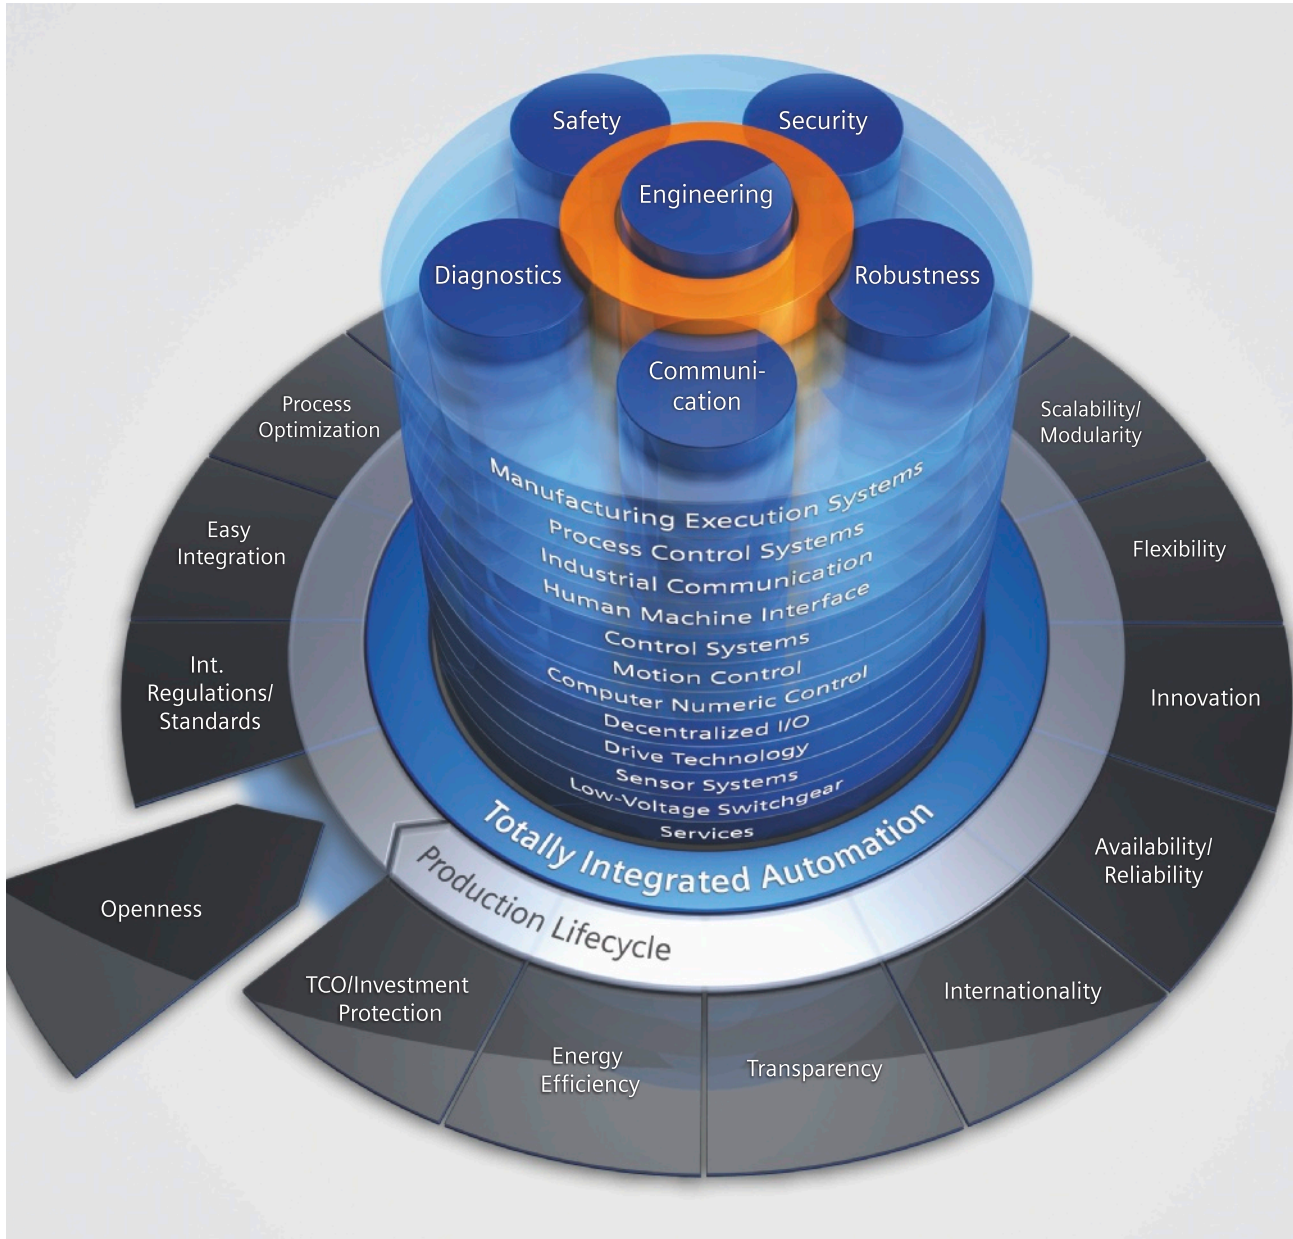 Safety
Security
Engineering
Diagnostics
Robustness
Communi-
cation
Manufacturing Execution Systems
Process Control Systems
Industrial Communication
Human Machine Interface
Control Systems
Motion Control
Computer Numeric Control
Decentralized I/O
Drive Technology
Sensor Systems
Low-Voltage Switchgear
Services
Totally Integrated Automation
Production Lifecycle
Process
Optimization
Easy
Integration
Int.
Regulations/
Standards
Openness
TCO/Investment
Protection
Energy
Efficiency
Transparency
Internationality
Availability/
Reliability
Innovation
Flexibility
Scalability/
Modularity